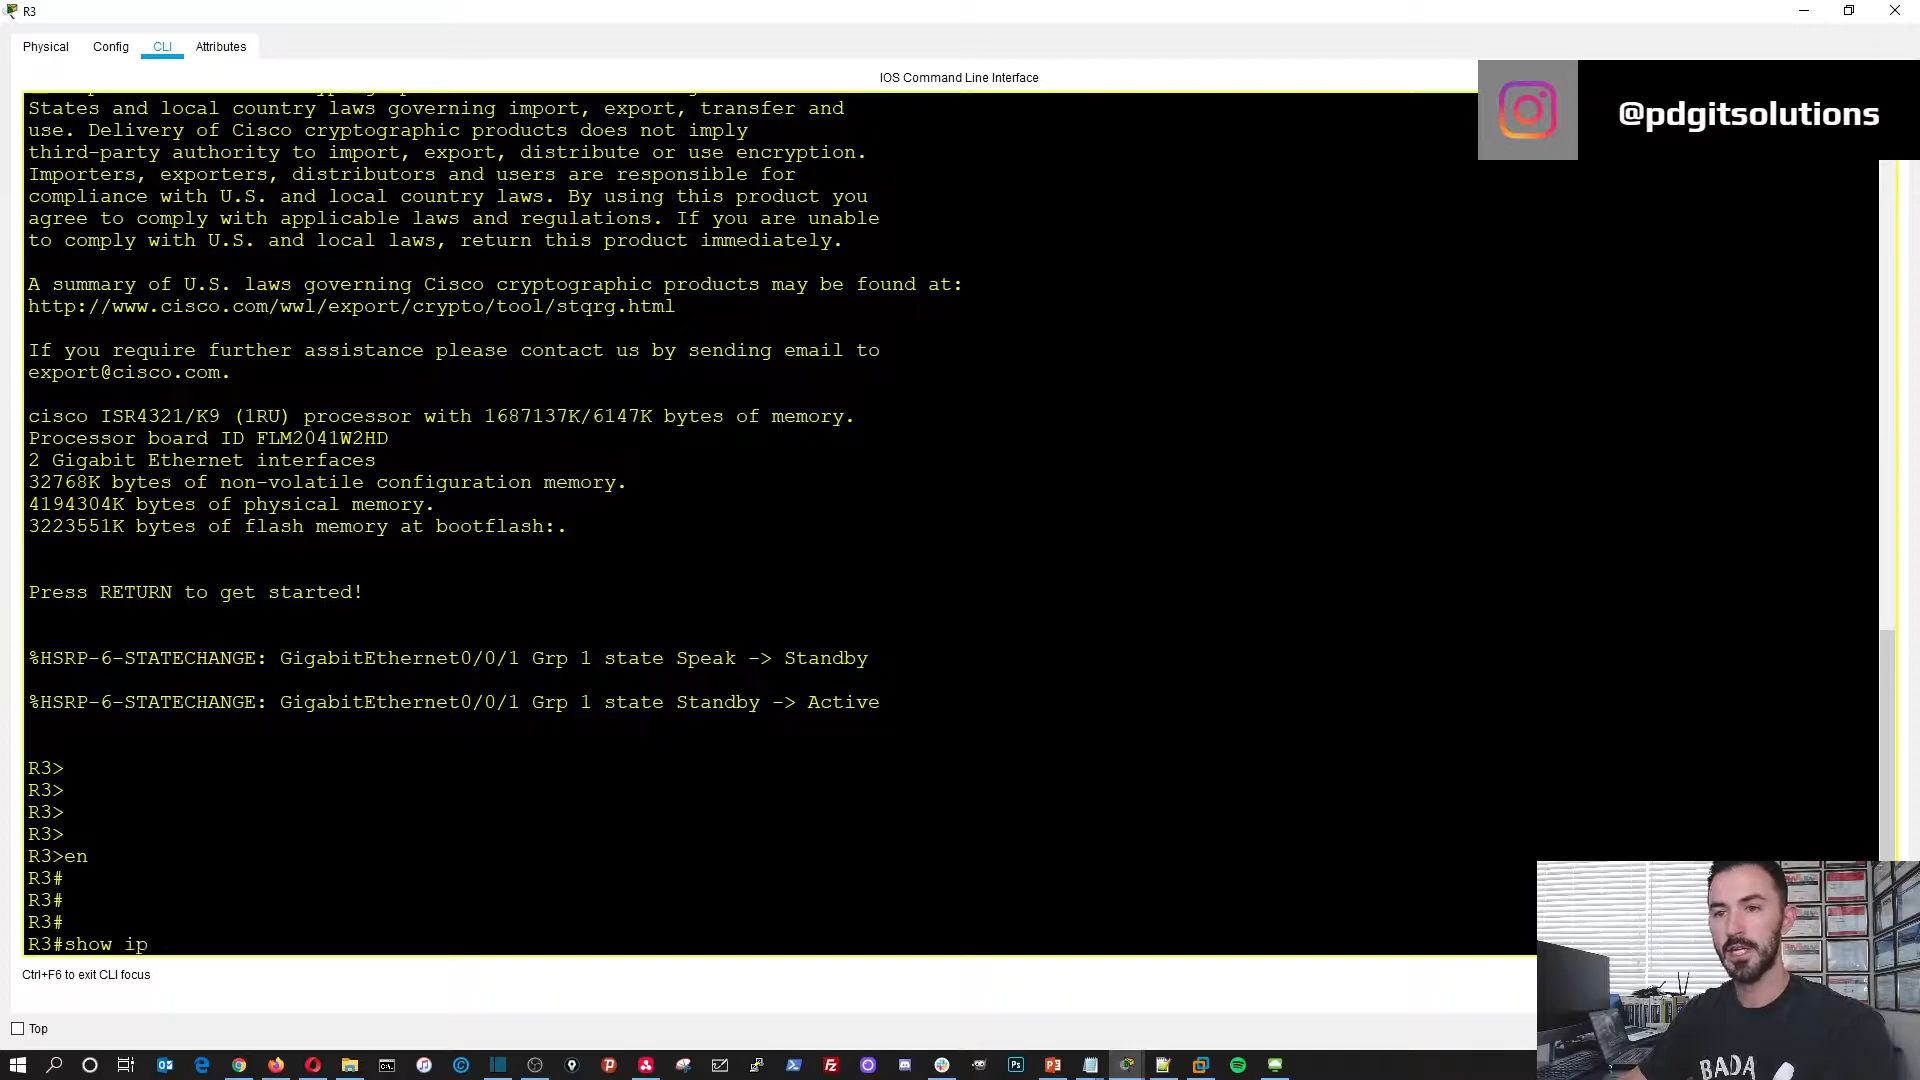 R3
Physical Config CLI Attributes
IOS Command Line Interface
@pdgitsolutions
States and local country laws governing import, export, transfer and
use. Delivery of Cisco cryptographic products does not imply
third-party authority to import, export, distribute or use encryption.
Importers, exporters, distributors and users are responsible for
compliance with U.S. and local country laws. By using this product you
agree to comply with applicable laws and regulations. If you are unable
to comply with U.S. and local laws, return this product immediately.
A summary of U.S. laws governing Cisco cryptographic products may be found at:
http://www.cisco.com/wwl/export/crypto/tool/stqrg.html
If you require further assistance please contact us by sending email to
export@cisco.com.
cisco ISR4321/K9 (1RU) processor with 1687137K/6147K bytes of memory.
Processor board ID FLM2041W2HD
2 Gigabit Ethernet interfaces
32768K bytes of non-volatile configuration memory.
4194304K bytes of physical memory.
3223551K bytes of flash memory at bootflash:.
Press RETURN to get started!
%HSRP-6-STATECHANGE: GigabitEthernet0/0/1 Grp 1 state Speak -> Standby
%HSRP-6-STATECHANGE: GigabitEthernet0/0/1 Grp 1 state Standby -> Active
R3>
R3>
R3>
R3>
R3>en
R3#
R3#
R3#
R3#show ip
Ctrl+F6 to exit CLI focus
Top
BADA